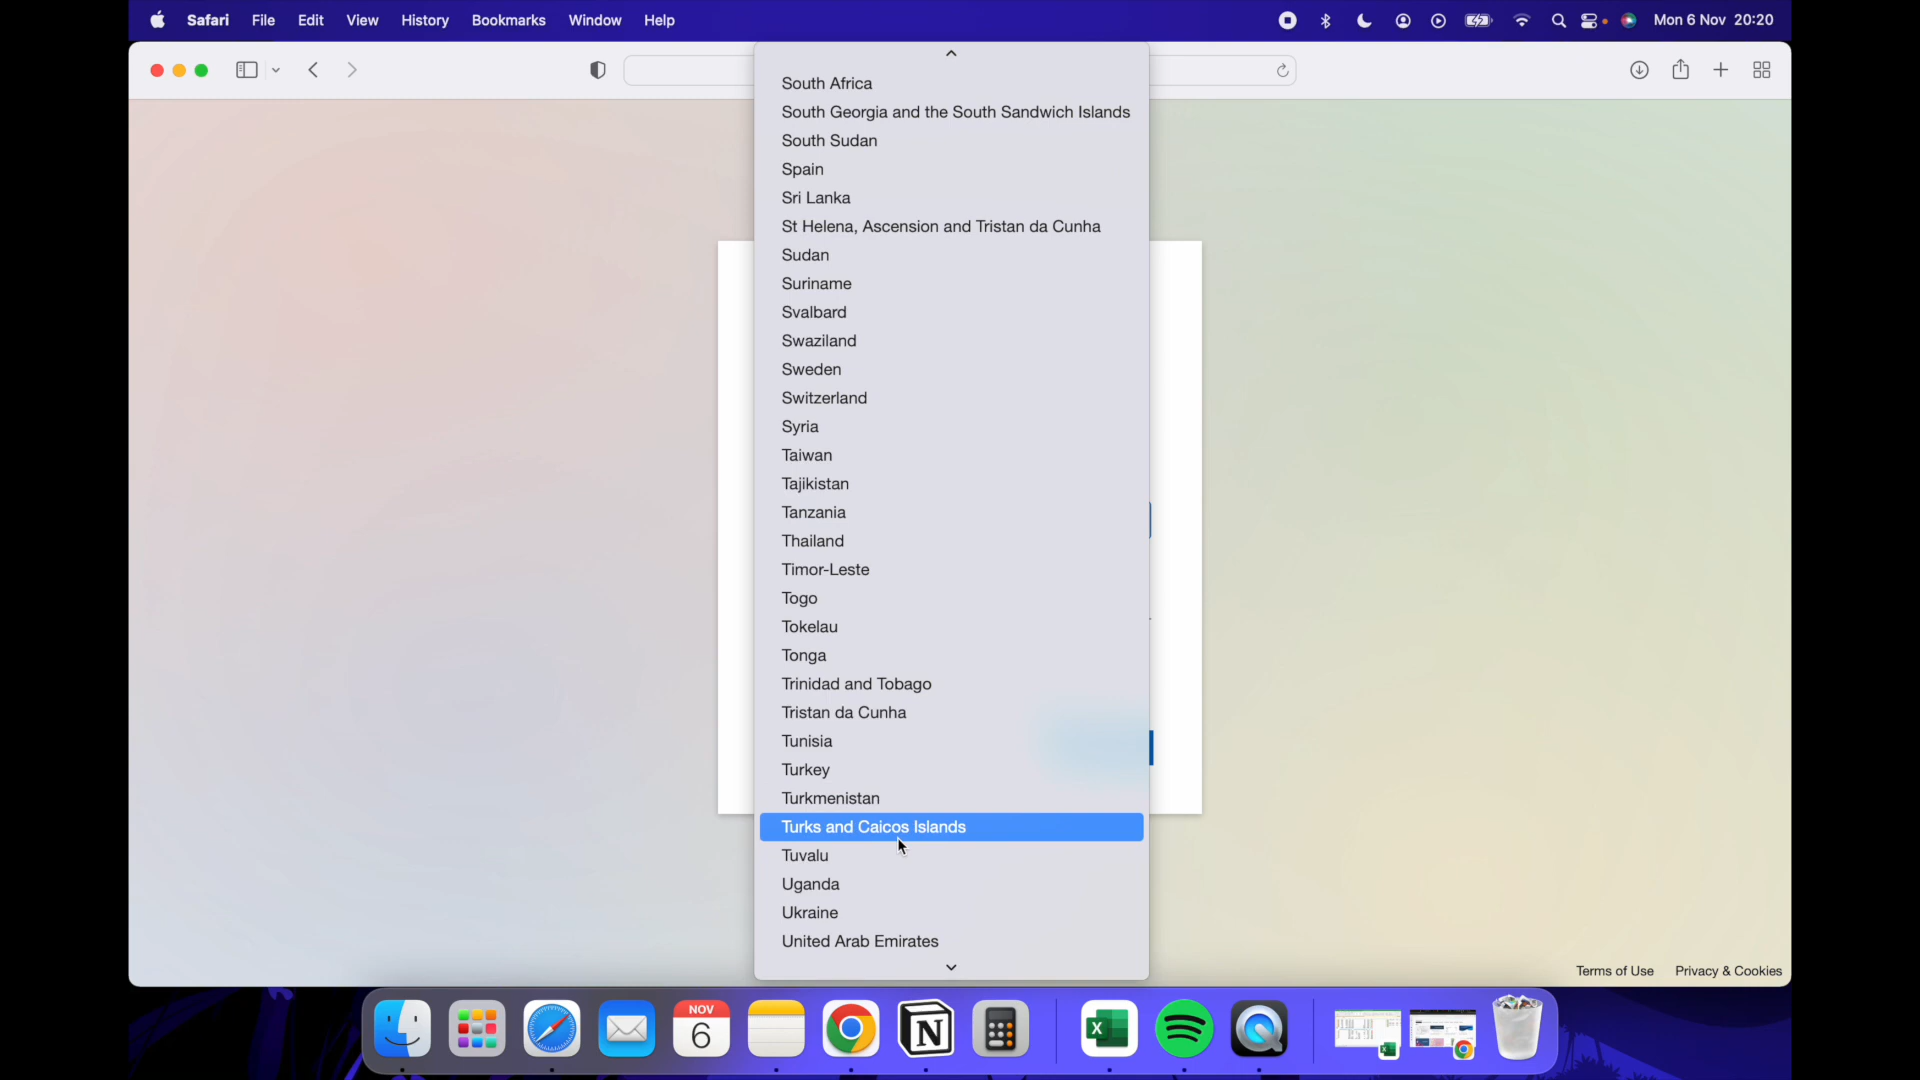 Safari File Edit View History Bookmarks Window Help Mon 6 Nov 20:20
South Africa
South Georgia and the South Sandwich Islands
South Sudan
Spain
Sri Lanka
St Helena, Ascension and Tristan da Cunha
Sudan
Suriname
Svalbard
Swaziland
Sweden
Switzerland
Syria
Taiwan
Tajikistan
Tanzania
Thailand
Timor-Leste
Togo
Tokelau
Tonga
Trinidad and Tobago
Tristan da Cunha
Tunisia
Turkey
Turkmenistan
Turks and Caicos Islands
Tuvalu
Uganda
Ukraine
United Arab Emirates
Terms of Use Privacy & Cookies
NOV
6